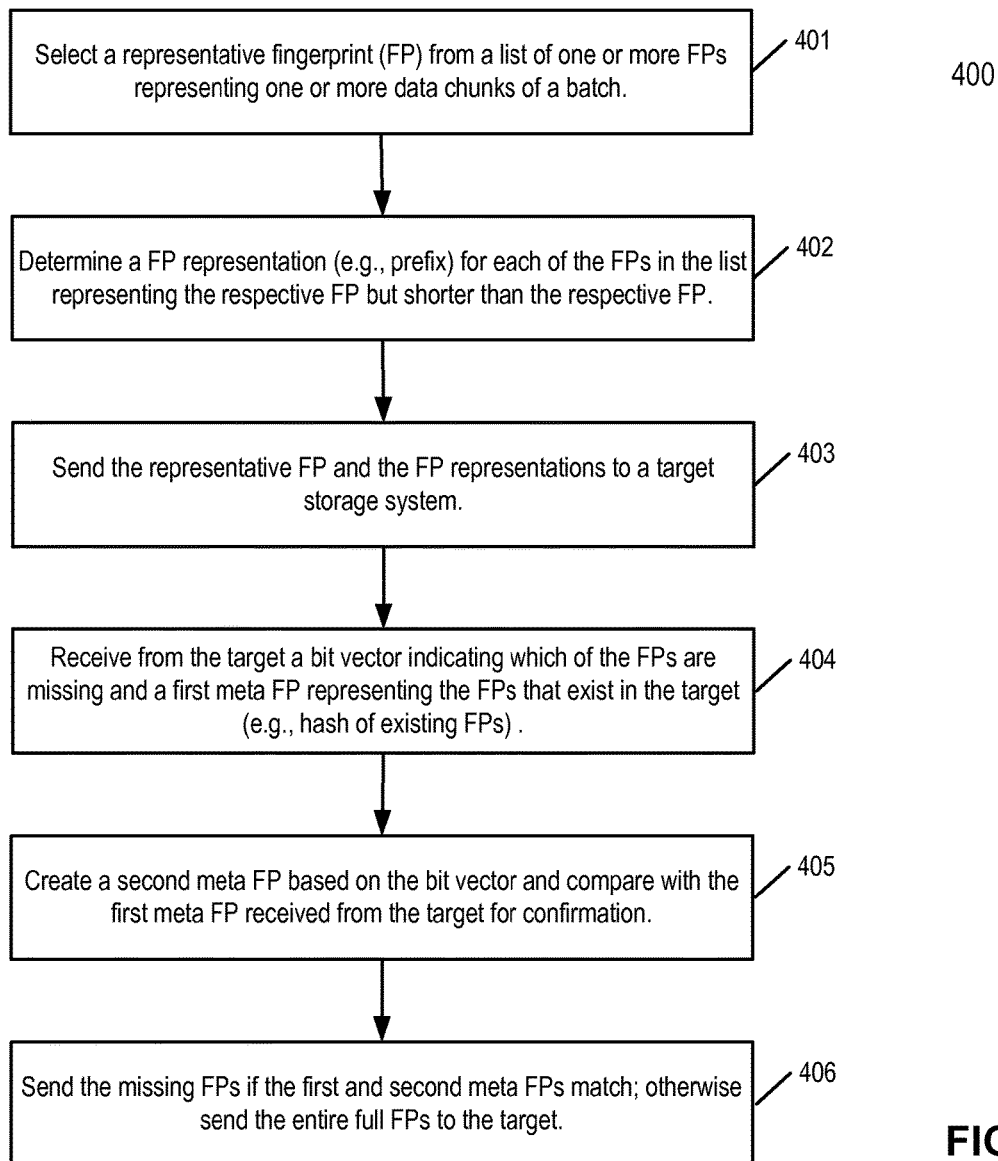 Select a representative fingerprint (FP) from a list of one or more FPs
representing one or more data chunks of a batch.
401
400
Determine a FP representation (e.g., prefix) for each of the FPs in the list
representing the respective FP but shorter than the respective FP.
402
Send the representative FP and the FP representations to a target
storage system.
403
Receive from the target a bit vector indicating which of the FPs are
missing and a first meta FP representing the FPs that exist in the target
(e.g., hash of existing FPs) .
404
Create a second meta FP based on the bit vector and compare with the
first meta FP received from the target for confirmation.
405
Send the missing FPs if the first and second meta FPs match; otherwise
send the entire full FPs to the target.
406